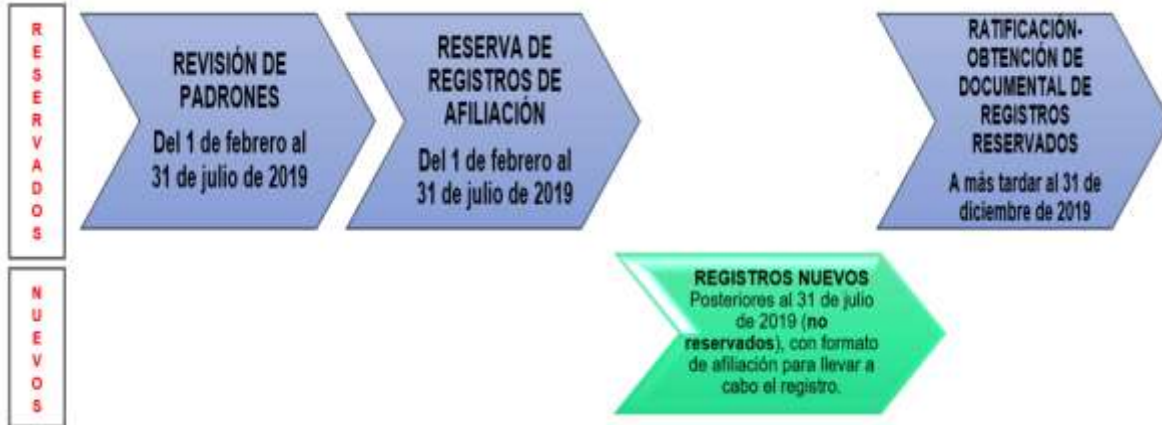 RESERVADOS
REVISIÓN DE
PADRONES
Del 1 de febrero al
31 de julio de 2019
RESERVA DE
REGISTROS DE
AFILIACIÓN
Del 1 de febrero al
31 de julio de 2019
RATIFICACIÓN-
OBTENCIÓN DE
DOCUMENTAL DE
REGISTROS
RESERVADOS
A más tardar al 31 de
diciembre de 2019
NUEVOS
REGISTROS NUEVOS
Posteriores al 31 de julio
de 2019 (no
reservados), con formato
de afiliación para llevar a
cabo el registro.